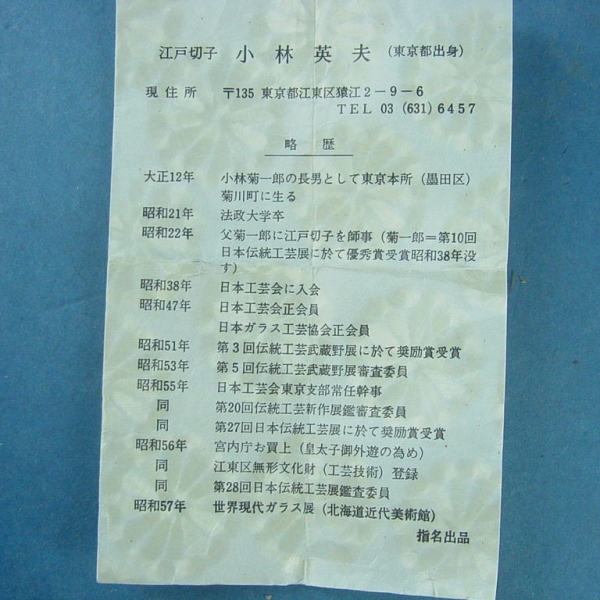 江戸切子 小林英夫 (東京都出身)
現住所 〒135 東京都江東区猿江2-9-6
TEL 03 (631) 6457
略歴
大正12年 小林菊一郎の長男として東京本所 (墨田区)
菊川町に生る
昭和21年 法政大学卒
昭和22年 父菊一郎に江戸切子を師事 (菊一郎=第10回
日本伝統工芸展に於て優秀賞受賞昭和38年没
す)
昭和38年 日本工芸会に入会
昭和47年 日本工芸会正会員
日本ガラス工芸協会正会員
昭和51年 第3回伝統工芸武蔵野展に於て奨励賞受賞
昭和53年 第5回伝統工芸武蔵野展審査委員
昭和55年 日本工芸会東京支部常任幹事
同 第20回伝統工芸新作展鑑審査委員
同 第27回日本伝統工芸展に於て奨励賞受賞
昭和56年 宮内庁お買上 (皇太子御外遊の為め)
同 江東区無形文化財 (工芸技術) 登録
同 第28回日本伝統工芸展鑑査委員
昭和57年 世界現代ガラス展 (北海道近代美術館)
指名出品